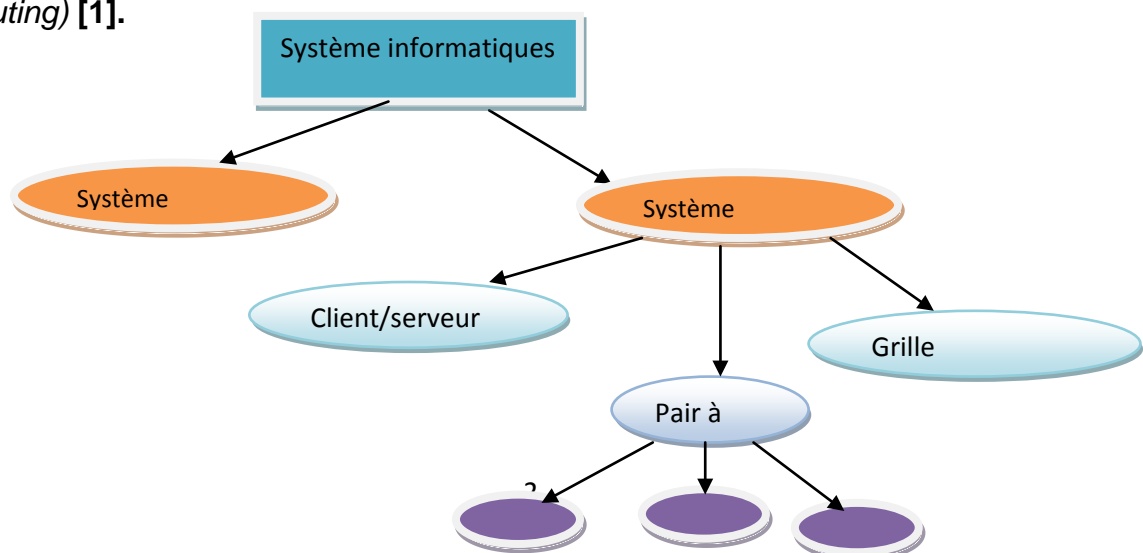 uting) [1].
Système informatiques
Système
Système
Client/serveur
Grille
Pair à